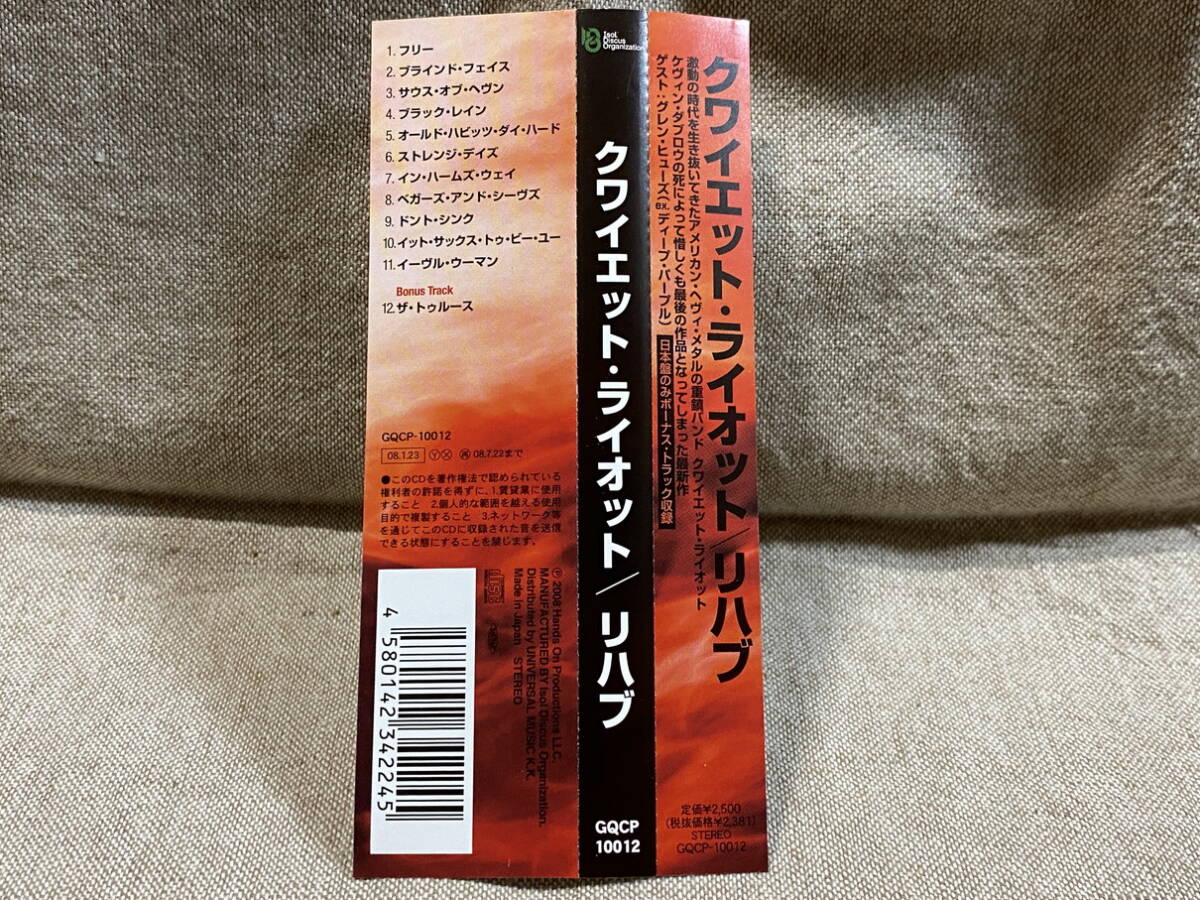 1. フリー
2. ブラインド・フェイス
3. サウス・オブ・ヘヴン
4. ブラック・レイン
5. オールド・ハビッツ・ダイ・ハード
6. ストレンジ・デイズ
7. イン・ハームズ・ウェイ
8. ベガーズ・アンド・シーヴズ
9. ドント・シンク
10. イット・サックス・トゥ・ビー・ユー
11. イーヴル・ウーマン
Bonus Track
12. ザ・トゥルース
GQCP-10012
08.1.23 Ⓨ Ⓧ ㊙ 08.7.22まで
●このCDを著作権法で認められている
権利者の許諾を得ずに、1.賃貸業に使用
すること 2.個人的な範囲を越える使用
目的で複製すること 3.ネットワーク等
を通じてこのCDに収録された音を送信
できる状態にすることを禁じます。
4 580142 342245
Ⓟ 2008 Hands On Productions LLC.
MANUFACTURED BY Isol Discus Organization.
Distributed by UNIVERSAL MUSIC K.K.
Made in Japan STEREO
Isol
Discus
Organization
クワイエット・ライオット/リハブ
GQCP
10012
クワイエット・ライオット/リハブ
激動の時代を生き抜いてきたアメリカン・ヘヴィ・メタルの重鎮バンド クワイエット・ライオット
ケヴィン・ダブロウの死によって惜しくも最後の作品となってしまった最新作
ゲスト:グレン・ヒューズ(ex.ディープ・パープル)
日本盤のみボーナス・トラック収録
定価¥2,500
(税抜価格¥2,381)
STEREO
GQCP-10012